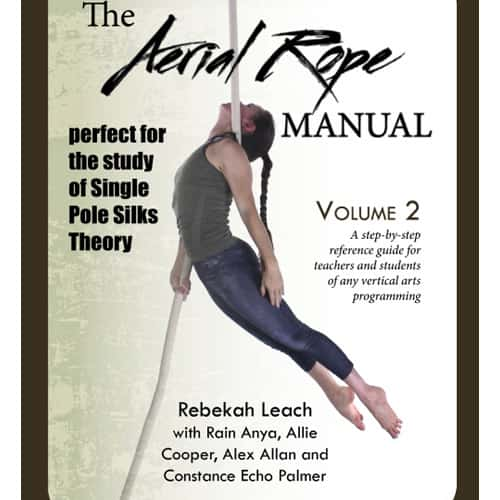 The
Aerial Rope
MANUAL
perfect for
the study
of Single
Pole Silks
Theory
VOLUME 2
A step-by-step
reference guide for
teachers and students
of any vertical arts
programming
Rebekah Leach
with Rain Anya, Allie
Cooper, Alex Allan and
Constance Echo Palmer